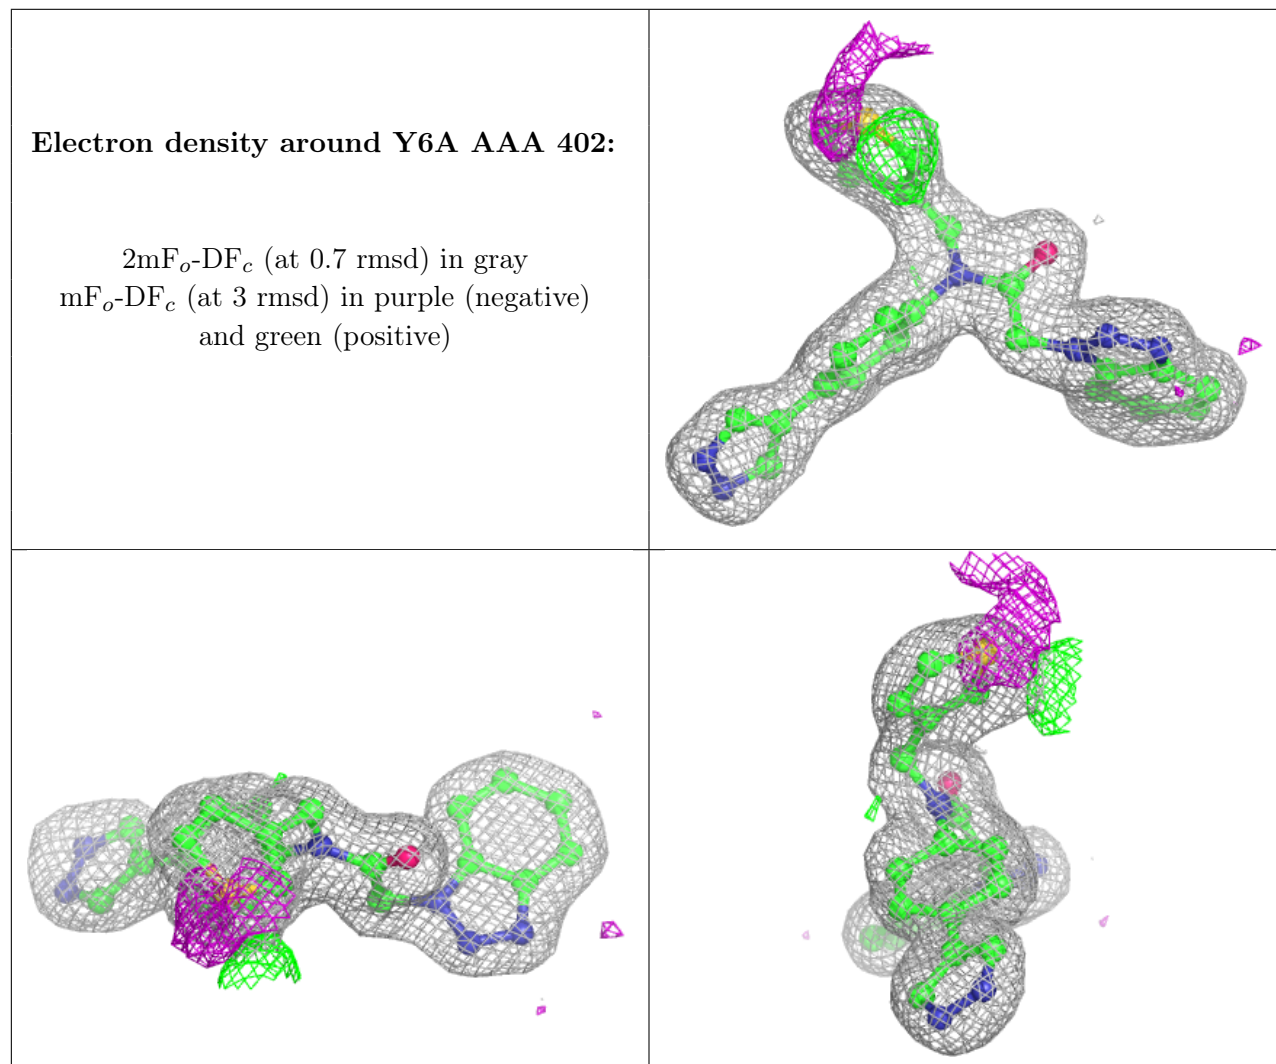 Electron density around Y6A AAA 402:
2mFo-DFc (at 0.7 rmsd) in gray
mFo-DFc (at 3 rmsd) in purple (negative)
and green (positive)